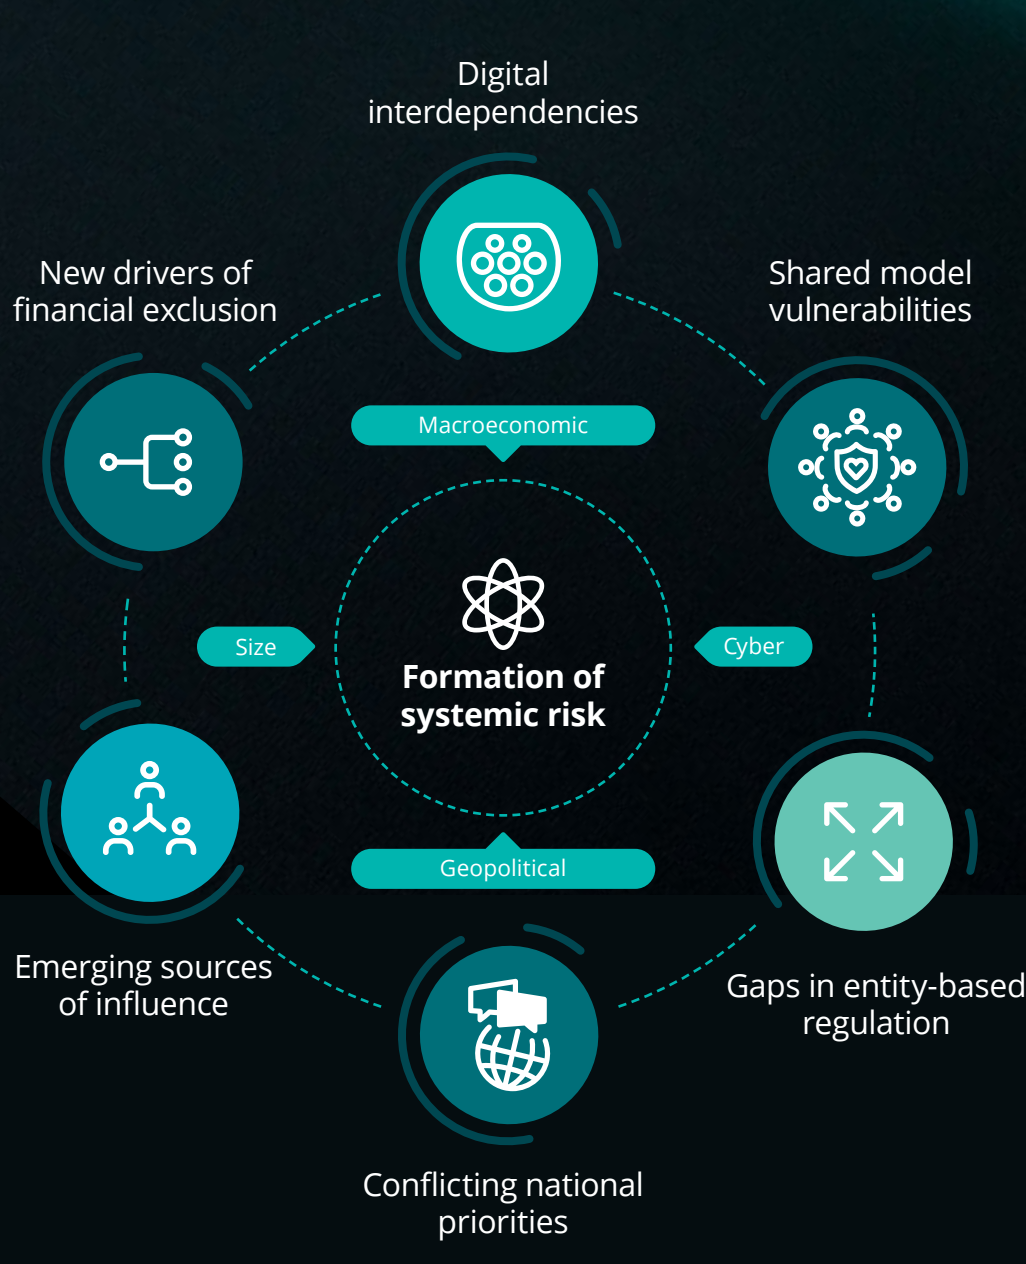 Digital
interdependencies
New drivers of
financial exclusion
Shared model
vulnerabilities
Macroeconomic
Size
Cyber
Formation of
systemic risk
Geopolitical
Emerging sources
of influence
Gaps in entity-based
regulation
Conflicting national
priorities